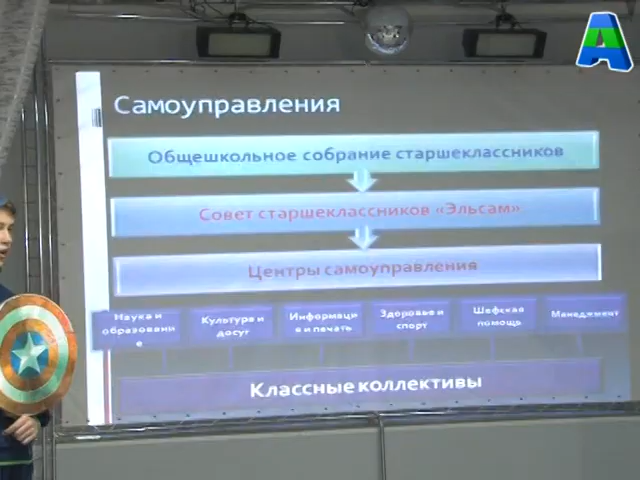 Самоуправления
Общешкольное собрание старшеклассников
Совет старшеклассников «Эльсам»
Центры самоуправления
Наука и
образовани
е
Культура и
досуг
Информаци
я и печать
Здоровье и
спорт
Шефская
помощь
Менеджмент
Классные коллективы